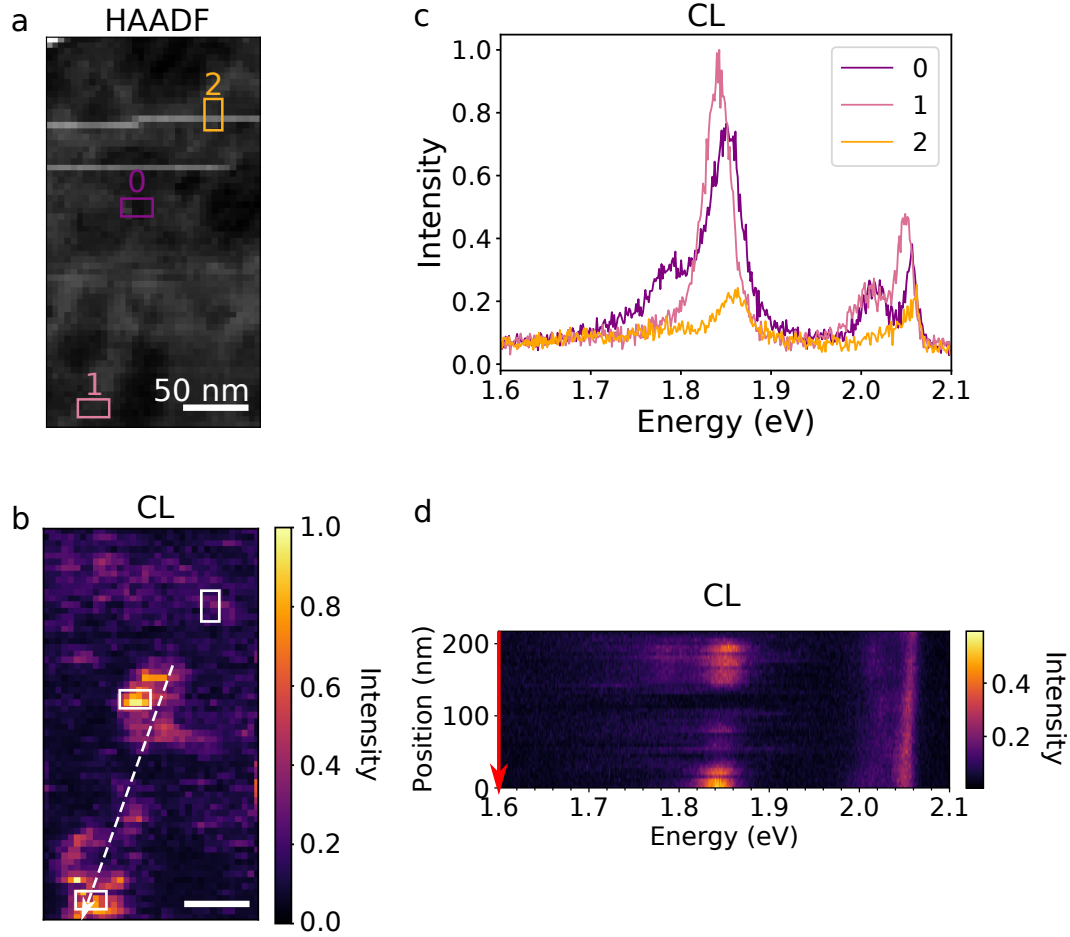 a
HAADF
2
0
1
50 nm
c
CL
1.0
0.8
0.6
0.4
0.2
0.0
Intensity
0
1
2
1.6
1.7
1.8
1.9
2.0
2.1
Energy (eV)
b
CL
1.0
0.8
0.6
0.4
0.2
0.0
Intensity
d
CL
200
100
0
Position (nm)
1.6
1.7
1.8
1.9
2.0
2.1
Energy (eV)
0.4
0.2
Intensity